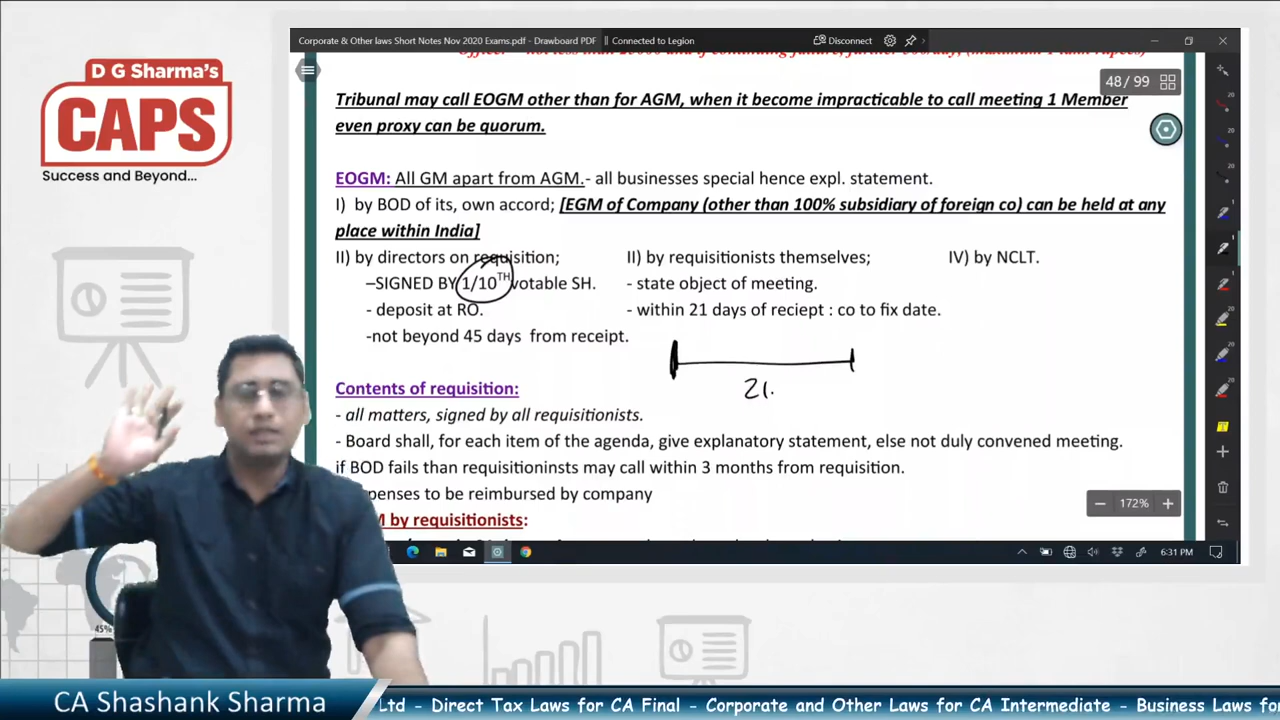 D G Sharma's
CAPS
Success and Beyond...
Corporate & Other laws Short Notes Nov 2020 Exams.pdf - Drawboard PDF || Connected to Legion
Disconnect
48 / 99
Tribunal may call EOGM other than for AGM, when it become impracticable to call meeting 1 Member
even proxy can be quorum.
EOGM: All GM apart from AGM.- all businesses special hence expl. statement.
I) by BOD of its, own accord; [EGM of Company (other than 100% subsidiary of foreign co) can be held at any
place within India]
II) by directors on requisition; II) by requisitionists themselves; IV) by NCLT.
–SIGNED BY 1/10TH votable SH. - state object of meeting.
- deposit at RO. - within 21 days of reciept : co to fix date.
-not beyond 45 days from receipt.
21.
Contents of requisition:
- all matters, signed by all requisitionists.
- Board shall, for each item of the agenda, give explanatory statement, else not duly convened meeting.
if BOD fails than requisitioninsts may call within 3 months from requisition.
penses to be reimbursed by company
M by requisitionists:
172%
6:31 PM
45%
CA Shashank Sharma
Ltd - Direct Tax Laws for CA Final - Corporate and Other Laws for CA Intermediate - Business Laws for